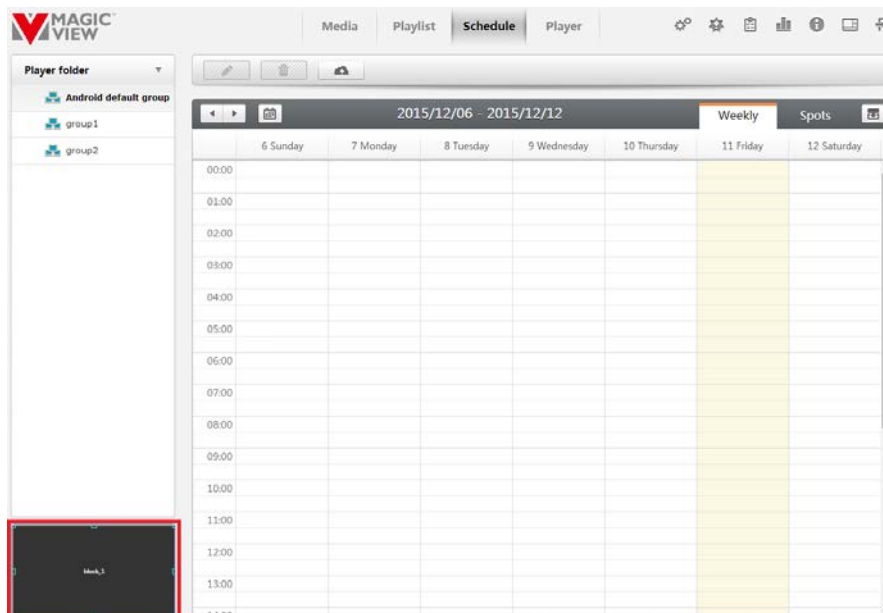 MAGIC
VIEW
Media Playlist Schedule Player
Player folder
Android default group
group1
group2
2015/12/06 - 2015/12/12
Weekly Spots
6 Sunday 7 Monday 8 Tuesday 9 Wednesday 10 Thursday 11 Friday 12 Saturday
00:00
01:00
02:00
03:00
04:00
05:00
06:00
07:00
08:00
09:00
10:00
11:00
12:00
13:00
block_1